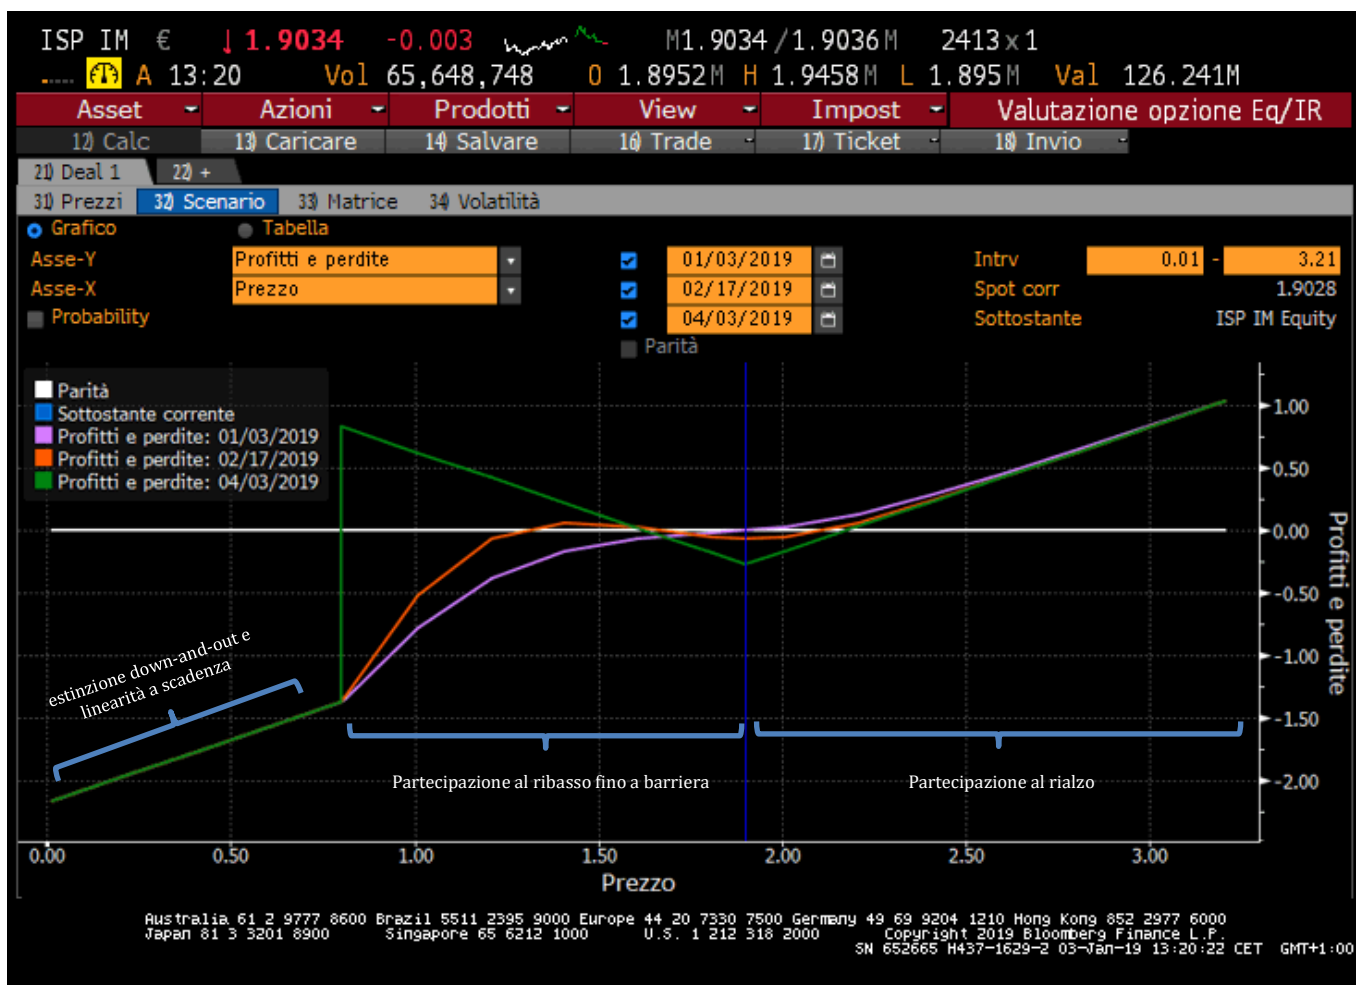 ISP IM € ↓1.9034 -0.003 M1.9034/1.9036M 2413x1
A 13:20 Vol 65,648,748 O 1.8952M H 1.9458M L 1.895M Val 126.241M
Asset Azioni Prodotti View Impost Valutazione opzione Eq/IR
12) Calc 13) Caricare 14) Salvare 16) Trade 17) Ticket 18) Invio
21) Deal 1 22) +
31) Prezzi 32) Scenario 33) Matrice 34) Volatilità
Grafico Tabella
Asse-Y Profitti e perdite 01/03/2019 Intrv 0.01 - 3.21
Asse-X Prezzo 02/17/2019 Spot corr 1.9028
Probability 04/03/2019 Sottostante ISP IM Equity
Parità
Parità
Sottostante corrente
Profitti e perdite: 01/03/2019
Profitti e perdite: 02/17/2019
Profitti e perdite: 04/03/2019
1.00
0.50
0.00
-0.50
-1.00
-1.50
-2.00
Profitti e perdite
estinzione down-and-out e
linearità a scadenza
Partecipazione al ribasso fino a barriera
Partecipazione al rialzo
0.00 0.50 1.00 1.50 2.00 2.50 3.00
Prezzo
Australia 61 2 9777 8600 Brazil 5511 2395 9000 Europe 44 20 7330 7500 Germany 49 69 9204 1210 Hong Kong 852 2977 6000
Japan 81 3 3201 8900 Singapore 65 6212 1000 U.S. 1 212 318 2000 Copyright 2019 Bloomberg Finance L.P.
SN 652665 H437-1629-2 03-Jan-19 13:20:22 CET GMT+1:00